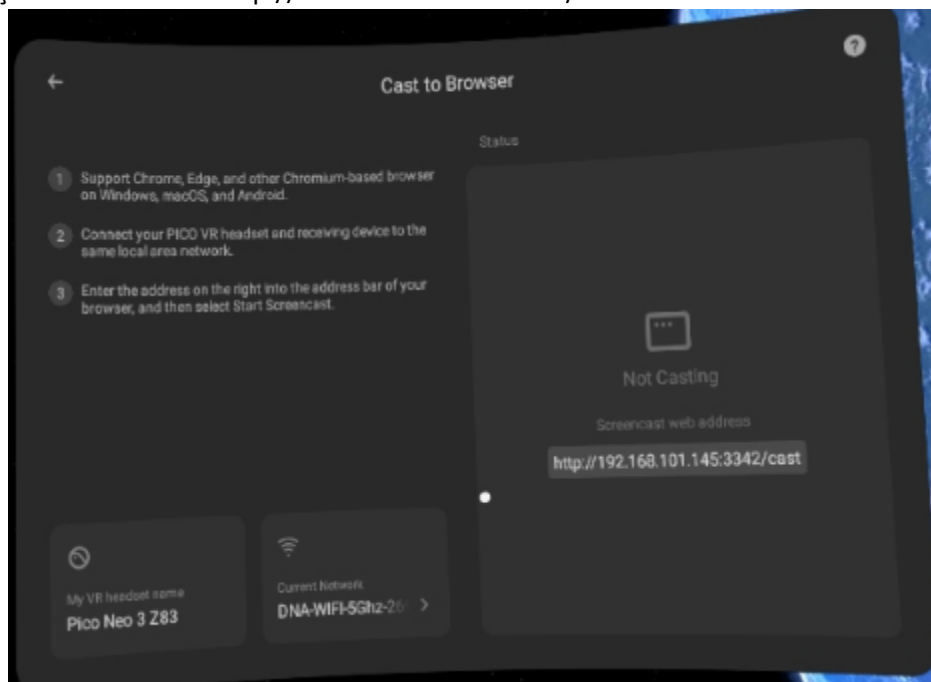 Cast to Browser
?
Status
1 Support Chrome, Edge, and other Chromium-based browser
on Windows, macOS, and Android.
2 Connect your PICO VR headset and receiving device to the
same local area network.
3 Enter the address on the right into the address bar of your
browser, and then select Start Screencast.
Not Casting
Screencast web address
http://192.168.101.145:3342/cast
My VR headset name
Pico Neo 3 Z83
Current Network
DNA-WIFI-5Ghz-26